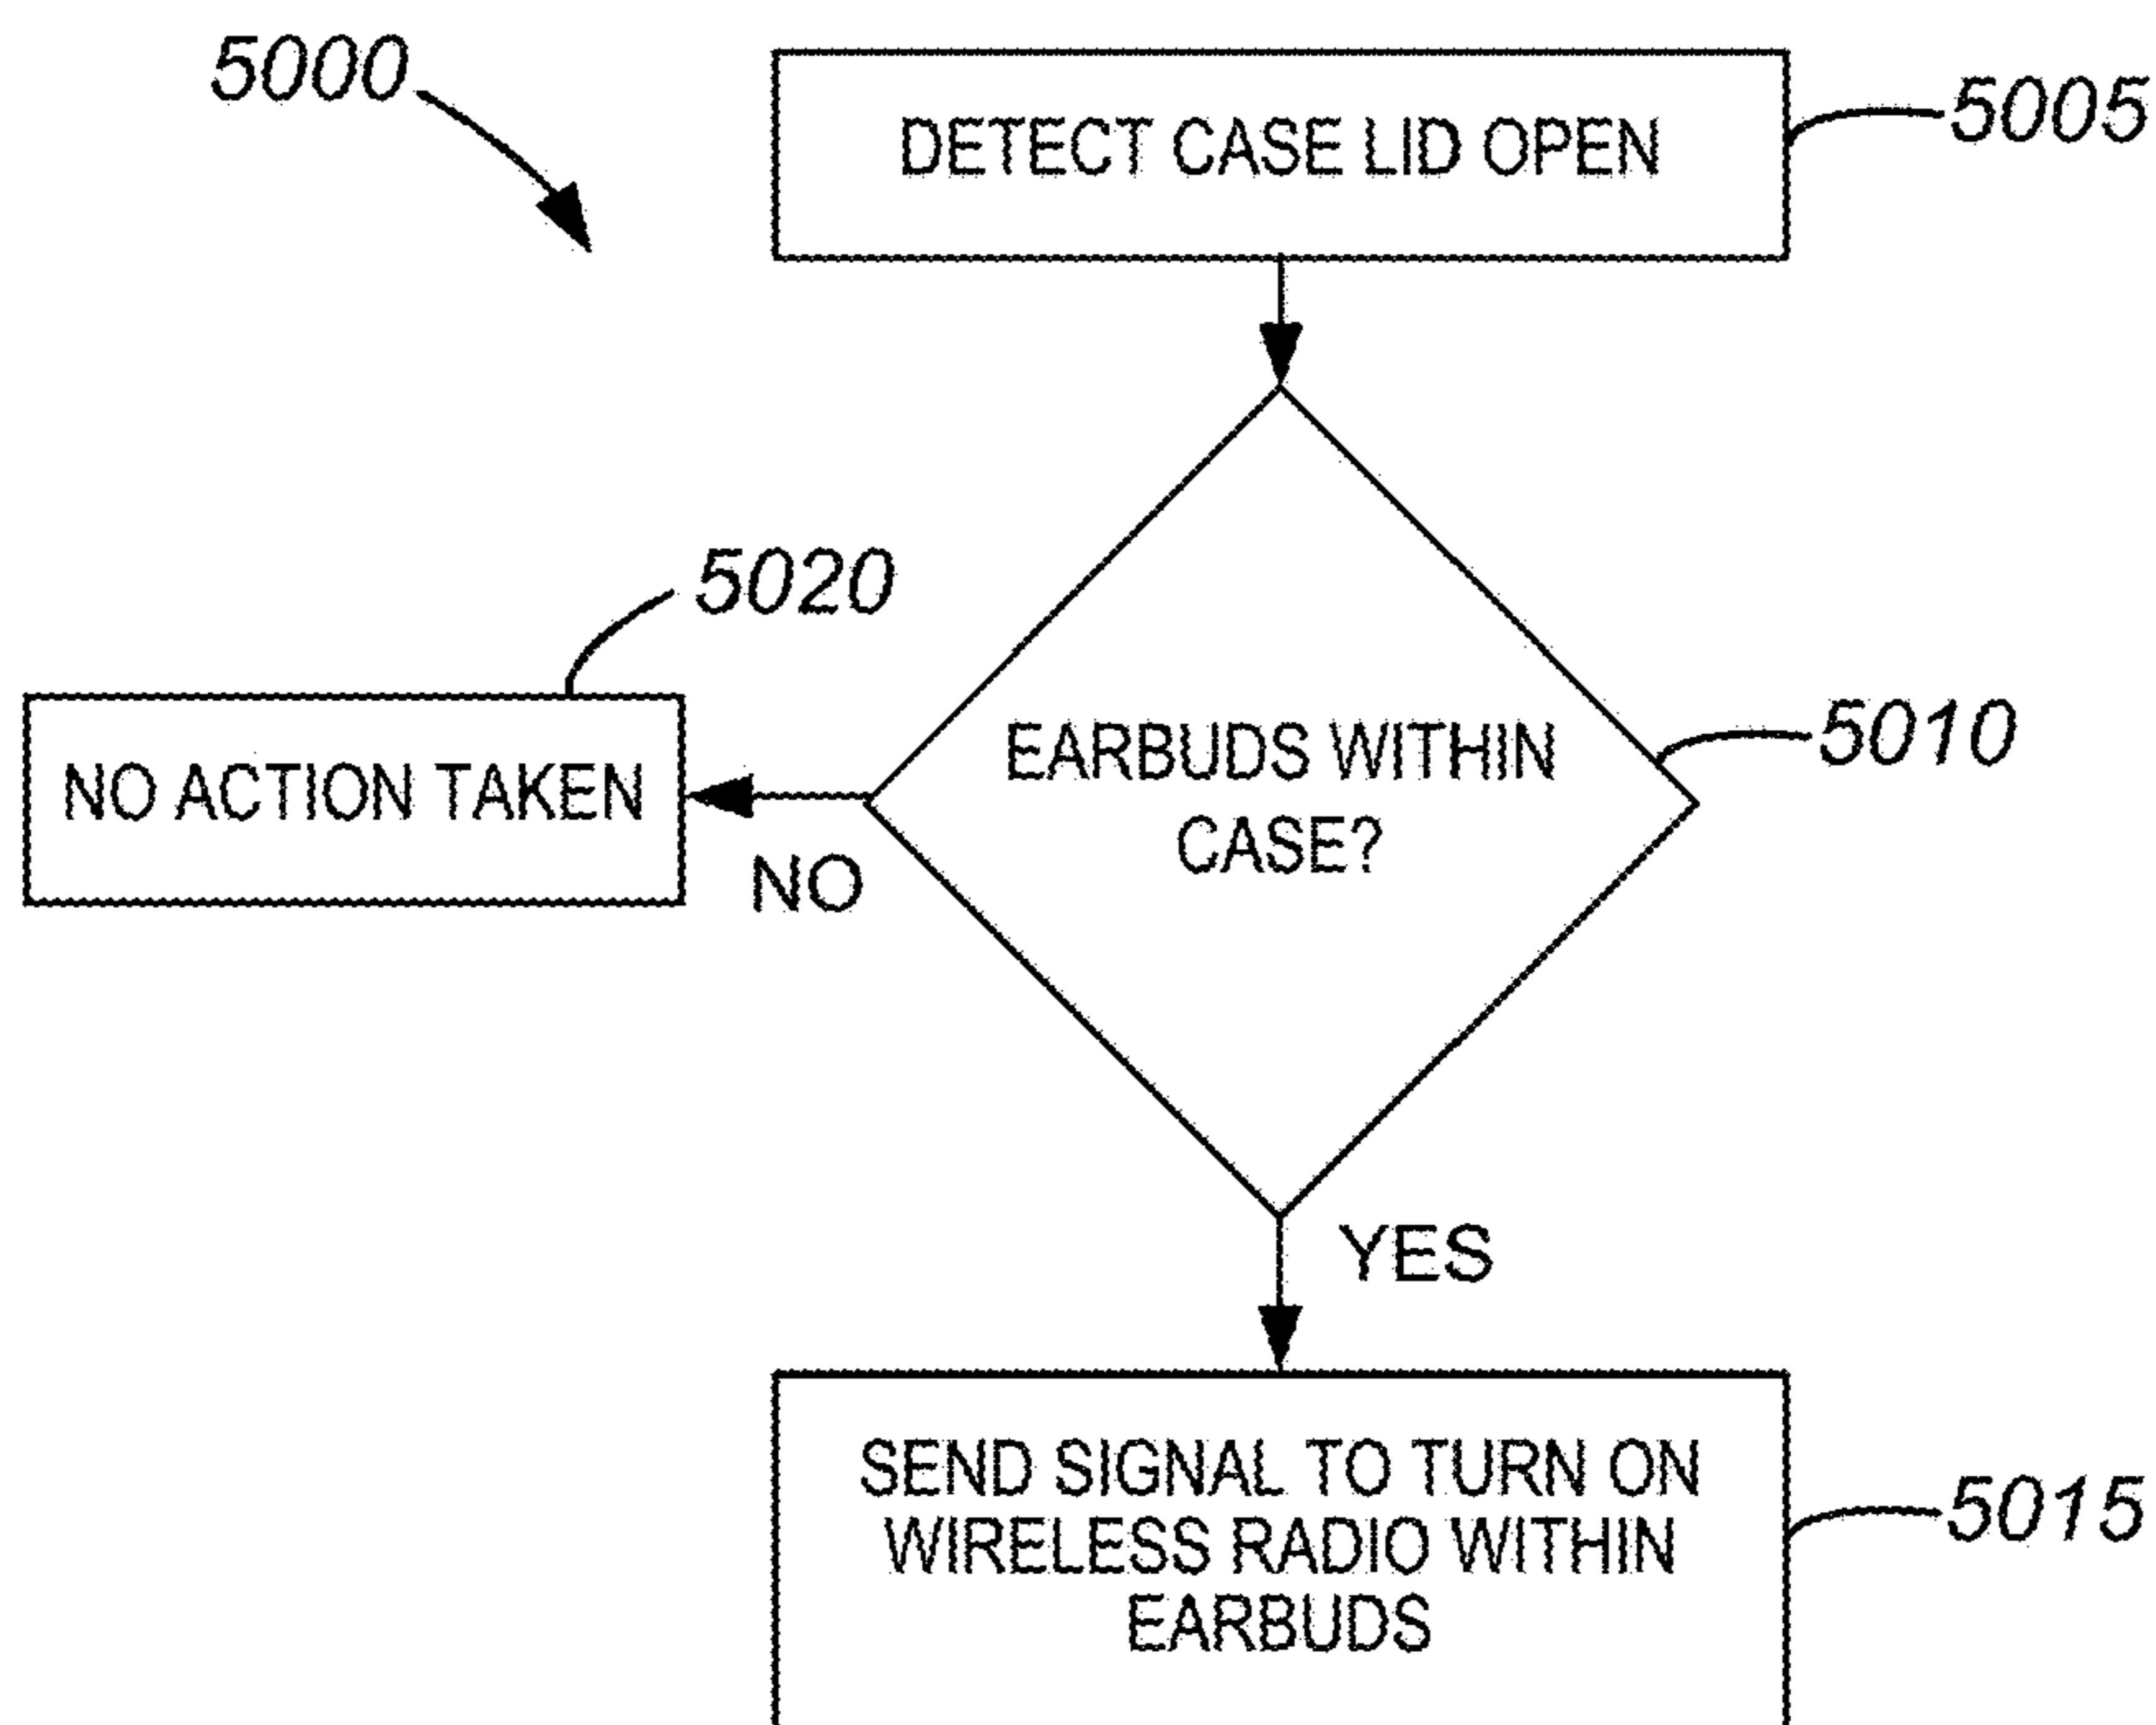 5000
DETECT CASE LID OPEN
5005
5020
EARBUDS WITHIN
CASE?
5010
NO ACTION TAKEN
NO
YES
SEND SIGNAL TO TURN ON
WIRELESS RADIO WITHIN
EARBUDS
5015